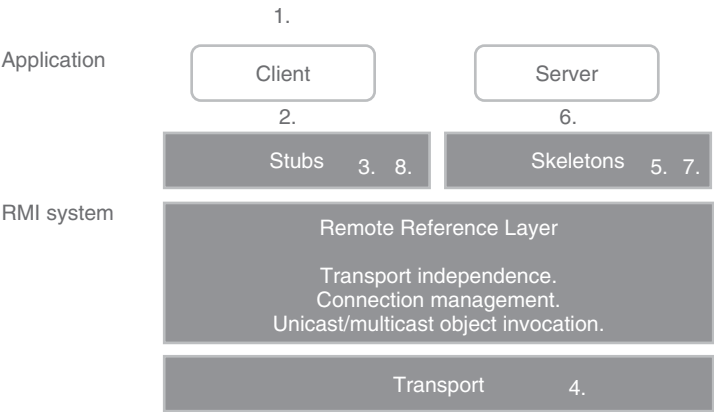 1.
Application
Client
Server
2.
6.
Stubs 3. 8.
Skeletons 5. 7.
RMI system
Remote Reference Layer
Transport independence.
Connection management.
Unicast/multicast object invocation.
Transport 4.